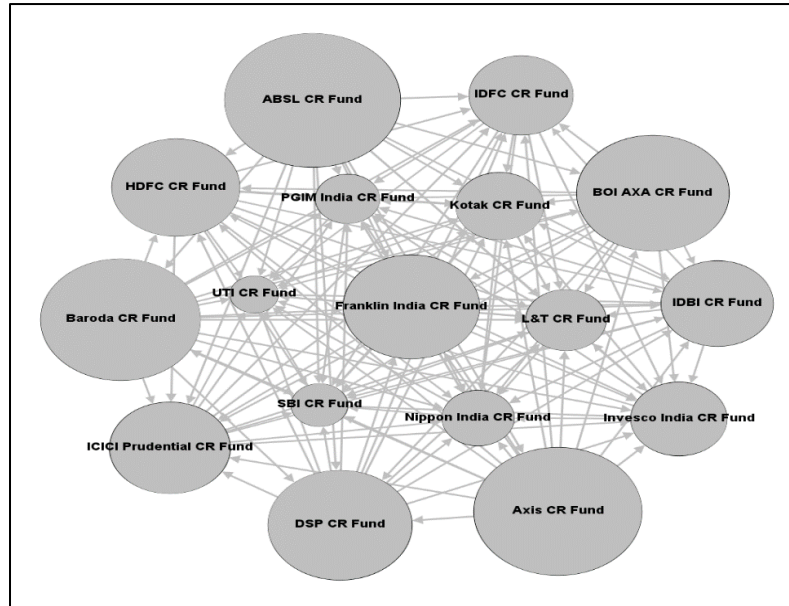 ABSL CR Fund
IDFC CR Fund
HDFC CR Fund
PGIM India CR Fund
Kotak CR Fund
BOI AXA CR Fund
UTI CR Fund
Franklin India CR Fund
Baroda CR Fund
L&T CR Fund
IDBI CR Fund
SBI CR Fund
Nippon India CR Fund
Invesco India CR Fund
ICICI Prudential CR Fund
DSP CR Fund
Axis CR Fund